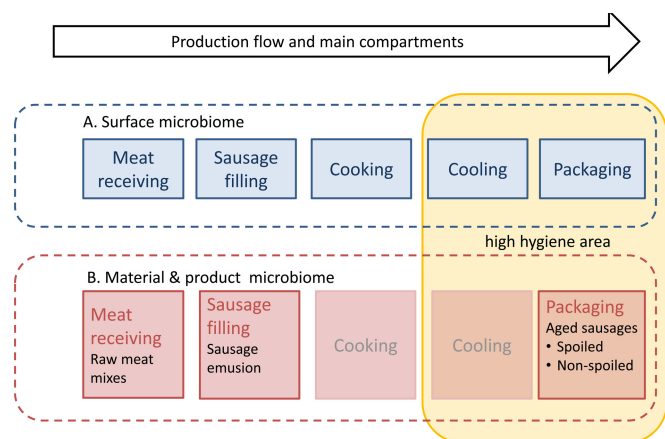 Production flow and main compartments
A. Surface microbiome
Meat
receiving
Sausage
filling
Cooking
Cooling
Packaging
high hygiene area
B. Material & product microbiome
Meat
receiving
Raw meat
mixes
Sausage
filling
Sausage
emusion
Cooking
Cooling
Packaging
Aged sausages
• Spoiled
• Non-spoiled